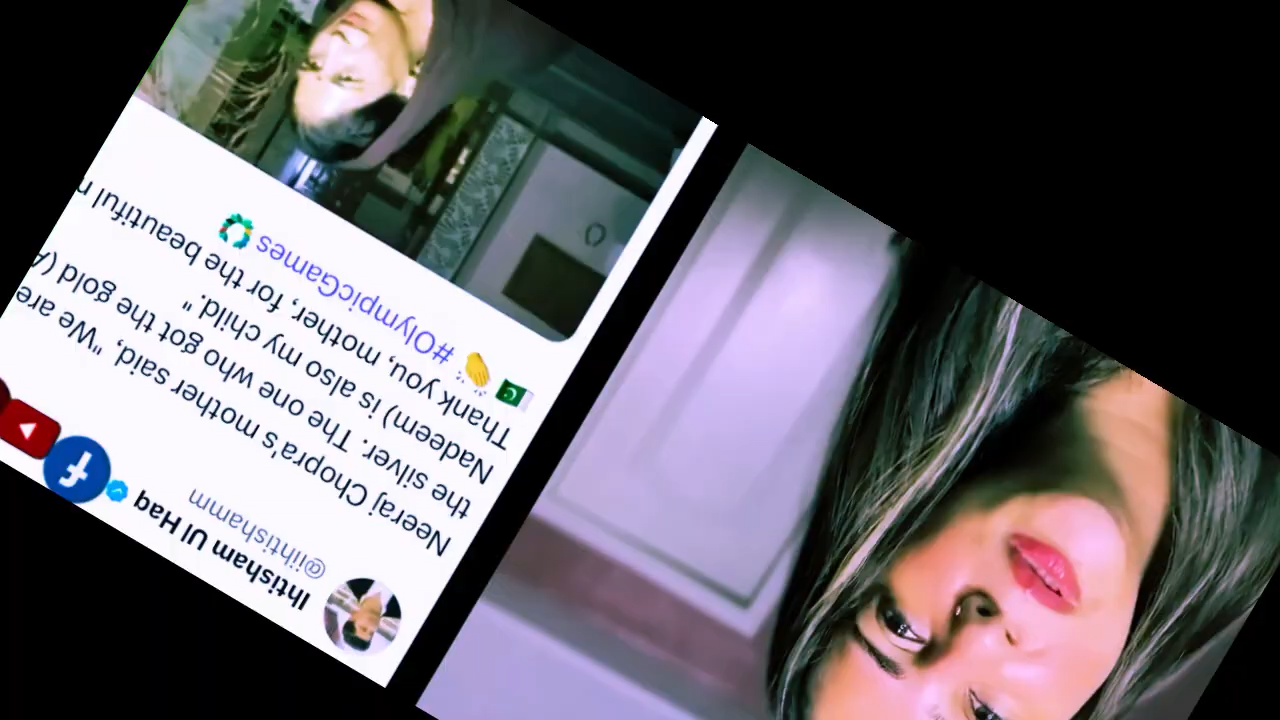 Ihtisham Ul Haq
@iihtishamm
Neeraj Chopra's mother said, "We are
the silver. The one who got the gold (A
Nadeem) is also my child. "
Thank you, mother, for the beautiful
#OlympicGames